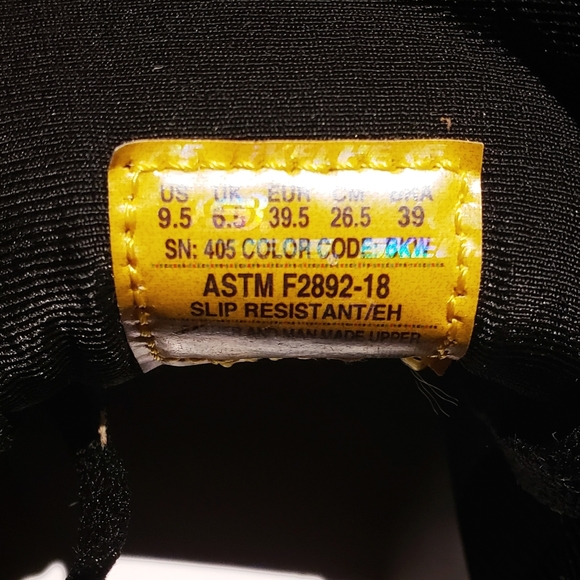 US UK EUR CM BRA
9.5 6.5 39.5 26.5 39
SN: 405 COLOR CODE: BKW
ASTM F2892-18
SLIP RESISTANT/EH
AND MAN MADE UPPER